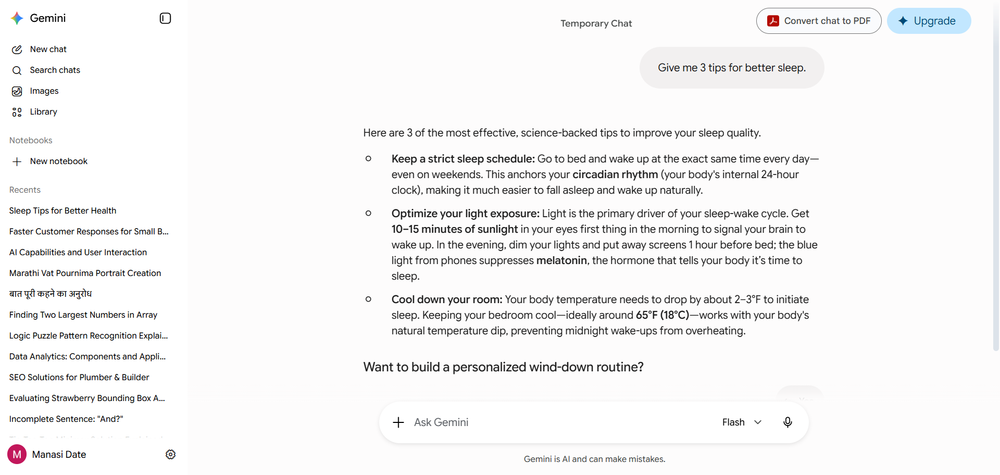 Gemini
New chat
Search chats
Images
Library
Notebooks
New notebook
Recents
Sleep Tips for Better Health
Faster Customer Responses for Small B...
AI Capabilities and User Interaction
Marathi Vat Pournima Portrait Creation
बात पूरी कहने का अनुरोध
Finding Two Largest Numbers in Array
Logic Puzzle Pattern Recognition Explai...
Data Analytics: Components and Appli...
SEO Solutions for Plumber & Builder
Evaluating Strawberry Bounding Box A...
Incomplete Sentence: "And?"
M Manasi Date
Temporary Chat
Convert chat to PDF
Upgrade
Give me 3 tips for better sleep.
Here are 3 of the most effective, science-backed tips to improve your sleep quality.
Keep a strict sleep schedule: Go to bed and wake up at the exact same time every day—
even on weekends. This anchors your circadian rhythm (your body's internal 24-hour
clock), making it much easier to fall asleep and wake up naturally.
Optimize your light exposure: Light is the primary driver of your sleep-wake cycle. Get
10–15 minutes of sunlight in your eyes first thing in the morning to signal your brain to
wake up. In the evening, dim your lights and put away screens 1 hour before bed; the blue
light from phones suppresses melatonin, the hormone that tells your body it’s time to
sleep.
Cool down your room: Your body temperature needs to drop by about 2–3°F to initiate
sleep. Keeping your bedroom cool—ideally around 65°F (18°C)—works with your body's
natural temperature dip, preventing midnight wake-ups from overheating.
Want to build a personalized wind-down routine?
Ask Gemini
Flash
Gemini is AI and can make mistakes.